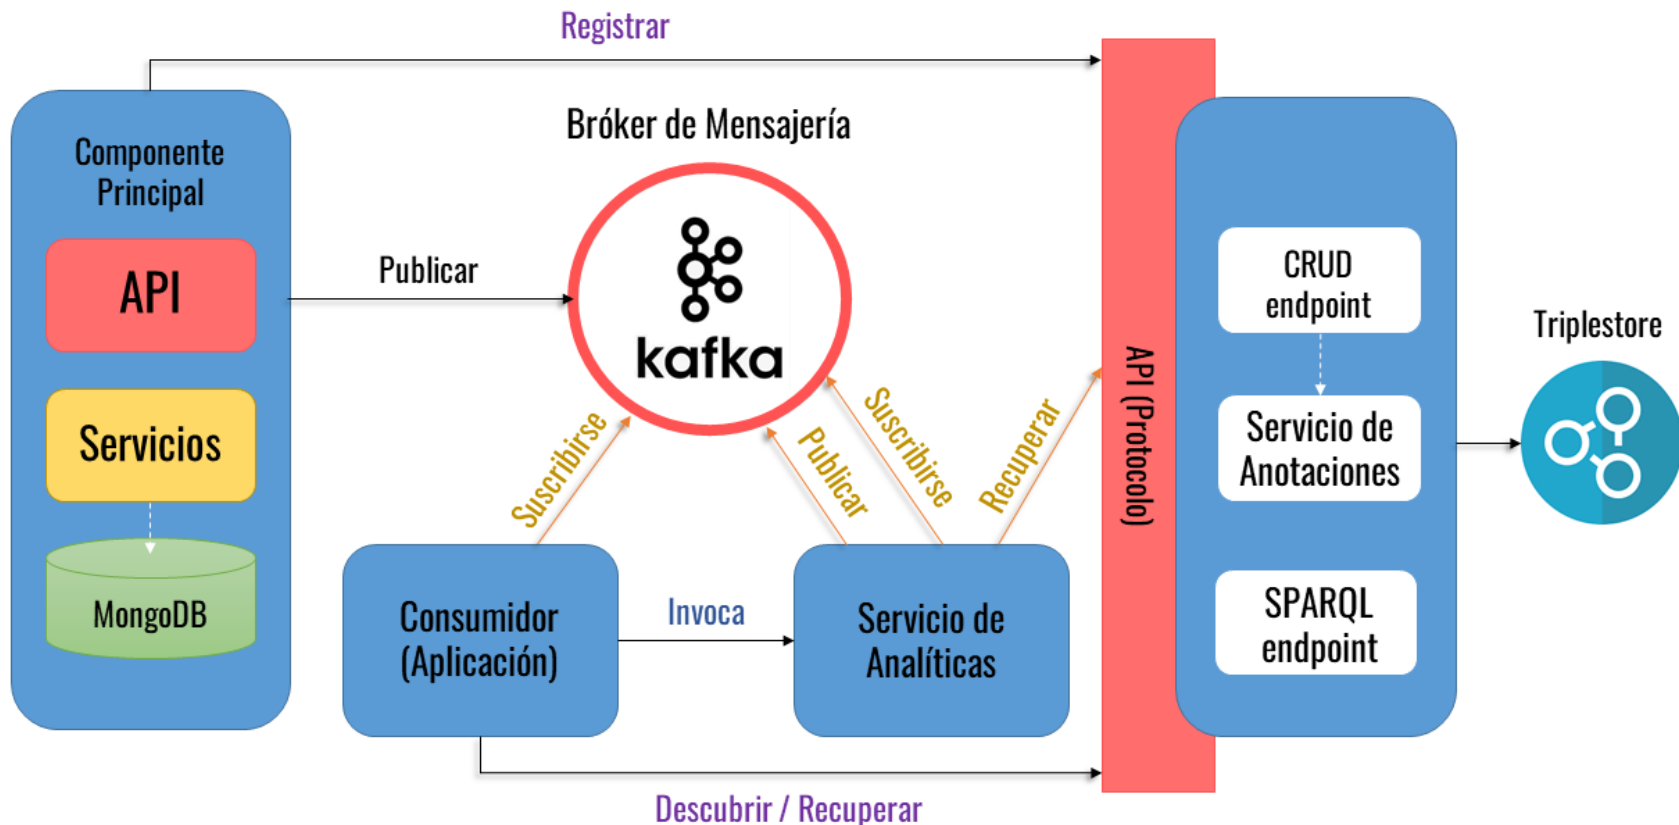 Registrar
Bróker de Mensajería
Componente
Principal
API
Servicios
MongoDB
Publicar
kafka
Suscribirse
Publicar
Suscribirse
Recuperar
Consumidor
(Aplicación)
Invoca
Servicio de
Analíticas
Descubrir / Recuperar
API (Protocolo)
CRUD
endpoint
Servicio de
Anotaciones
SPARQL
endpoint
Triplestore